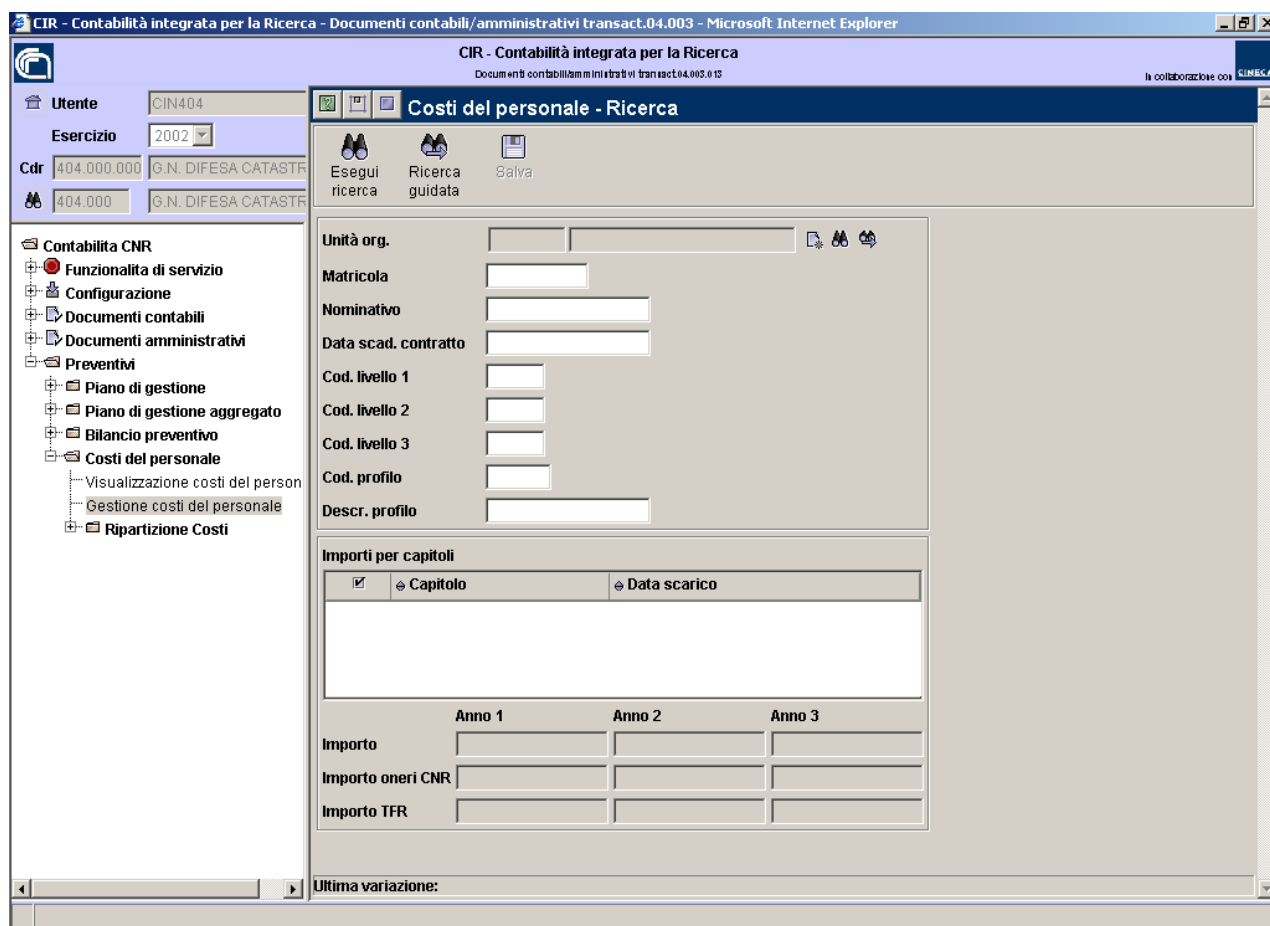 CIR - Contabilità integrata per la Ricerca - Documenti contabili/amministrativi transact.04.003 - Microsoft Internet Explorer
CIR - Contabilità integrata per la Ricerca
Documenti contabili/amministrativi transact.04.003.013
In collaborazione con CINECA
Utente CIN404
Esercizio 2002
Cdr 404.000.000 G.N. DIFESA CATASTR
404.000 G.N. DIFESA CATASTR
Contabilita CNR
Funzionalita di servizio
Configurazione
Documenti contabili
Documenti amministrativi
Preventivi
Piano di gestione
Piano di gestione aggregato
Bilancio preventivo
Costi del personale
Visualizzazione costi del person
Gestione costi del personale
Ripartizione Costi
Costi del personale - Ricerca
Esegui ricerca
Ricerca guidata
Salva
Unità org.
Matricola
Nominativo
Data scad. contratto
Cod. livello 1
Cod. livello 2
Cod. livello 3
Cod. profilo
Descr. profilo
Importi per capitoli
Capitolo Data scarico
Anno 1 Anno 2 Anno 3
Importo
Importo oneri CNR
Importo TFR
Ultima variazione: